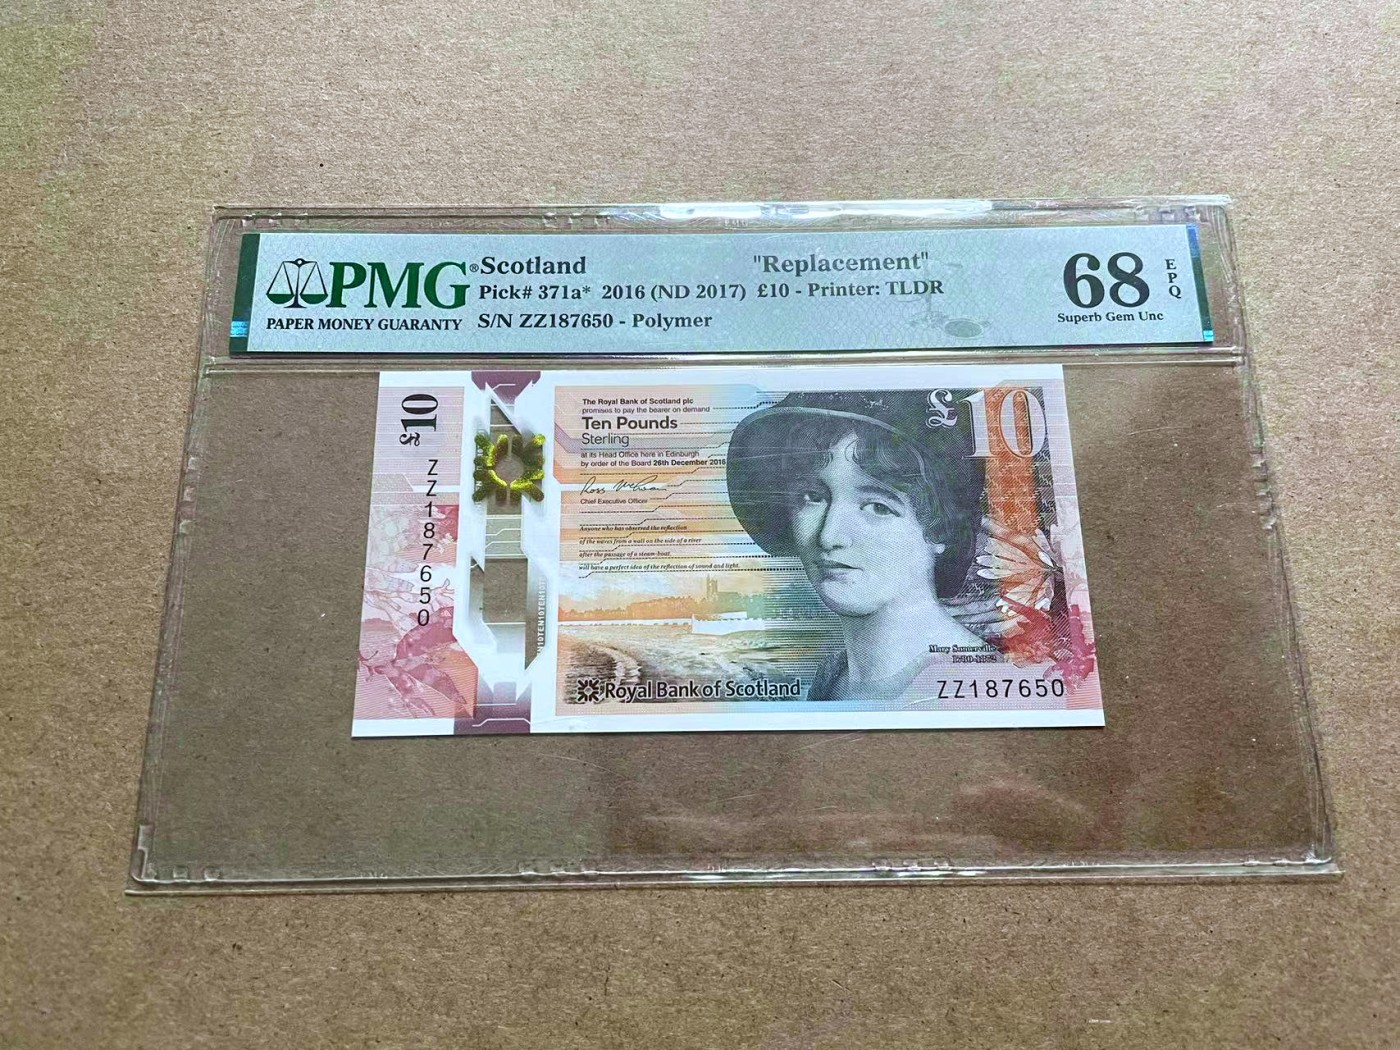 PMG® Scotland "Replacement" 68 EPQ
Pick# 371a* 2016 (ND 2017) £10 - Printer: TLDR
PAPER MONEY GUARANTY S/N ZZ187650 - Polymer Superb Gem Unc
£10
ZZ187650
The Royal Bank of Scotland plc
promises to pay the bearer on demand
Ten Pounds
Sterling
at its Head Office here in Edinburgh
by order of the Board 26th December 2016
Chief Executive Officer
Anyone who has observed the reflection
of the waves from a wall on the side of a river
after the passage of a steam-boat,
will have a perfect idea of the reflection of sound and light.
£10
Mary Somerville
1780-1872
Royal Bank of Scotland
ZZ187650